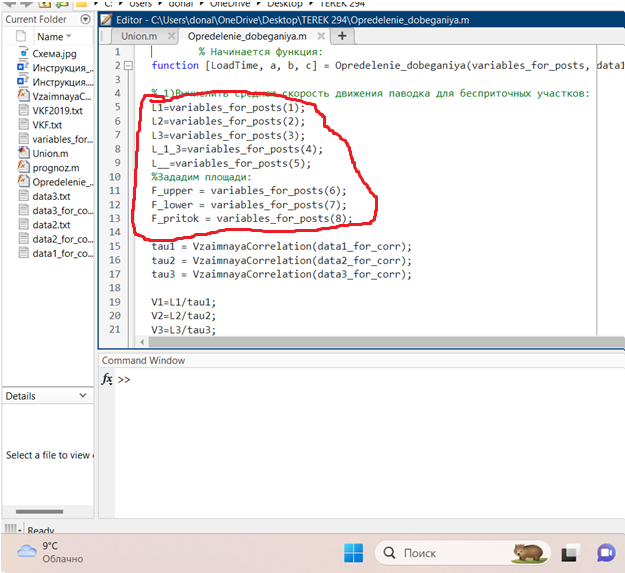 C: › Users › donal › OneDrive › Desktop › TEREK 294
Current Folder
Name
Схема.jpg
Инструкция_...
Инструкция....
VzaimnayaC...
VKF2019.txt
VKF.txt
variables_for...
Union.m
prognoz.m
Opredelenie_...
data3.txt
data3_for_co...
data2.txt
data2_for_co...
data1_for_co...
Details
Select a file to view
Ready
Editor - C:\Users\donal\OneDrive\Desktop\TEREK 294\Opredelenie_dobeganiya.m
Union.m
Opredelenie_dobeganiya.m
1 % Начинается функция:
2 function [LoadTime, a, b, c] = Opredelenie_dobeganiya(variables_for_posts, data1
3
4 % 1)Вычислить среднюю скорость движения паводка для бесприточных участков:
5 L1=variables_for_posts(1);
6 L2=variables_for_posts(2);
7 L3=variables_for_posts(3);
8 L_1_3=variables_for_posts(4);
9 L__=variables_for_posts(5);
10 %Зададим площади:
11 F_upper = variables_for_posts(6);
12 F_lower = variables_for_posts(7);
13 F_pritok = variables_for_posts(8);
14
15 tau1 = VzaimnayaCorrelation(data1_for_corr);
16 tau2 = VzaimnayaCorrelation(data2_for_corr);
17 tau3 = VzaimnayaCorrelation(data3_for_corr);
18
19 V1=L1/tau1;
20 V2=L2/tau2;
21 V3=L3/tau3;
Command Window
fx >>
9°C
Облачно
Поиск